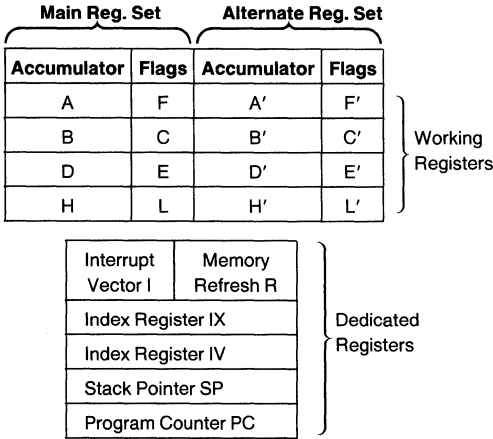 Main Reg. Set Alternate Reg. Set
Accumulator Flags Accumulator Flags
A F A′ F′
B C B′ C′
D E D′ E′
H L H′ L′
Working
Registers
Interrupt Memory
Vector I Refresh R
Index Register IX
Index Register IV
Stack Pointer SP
Program Counter PC
Dedicated
Registers